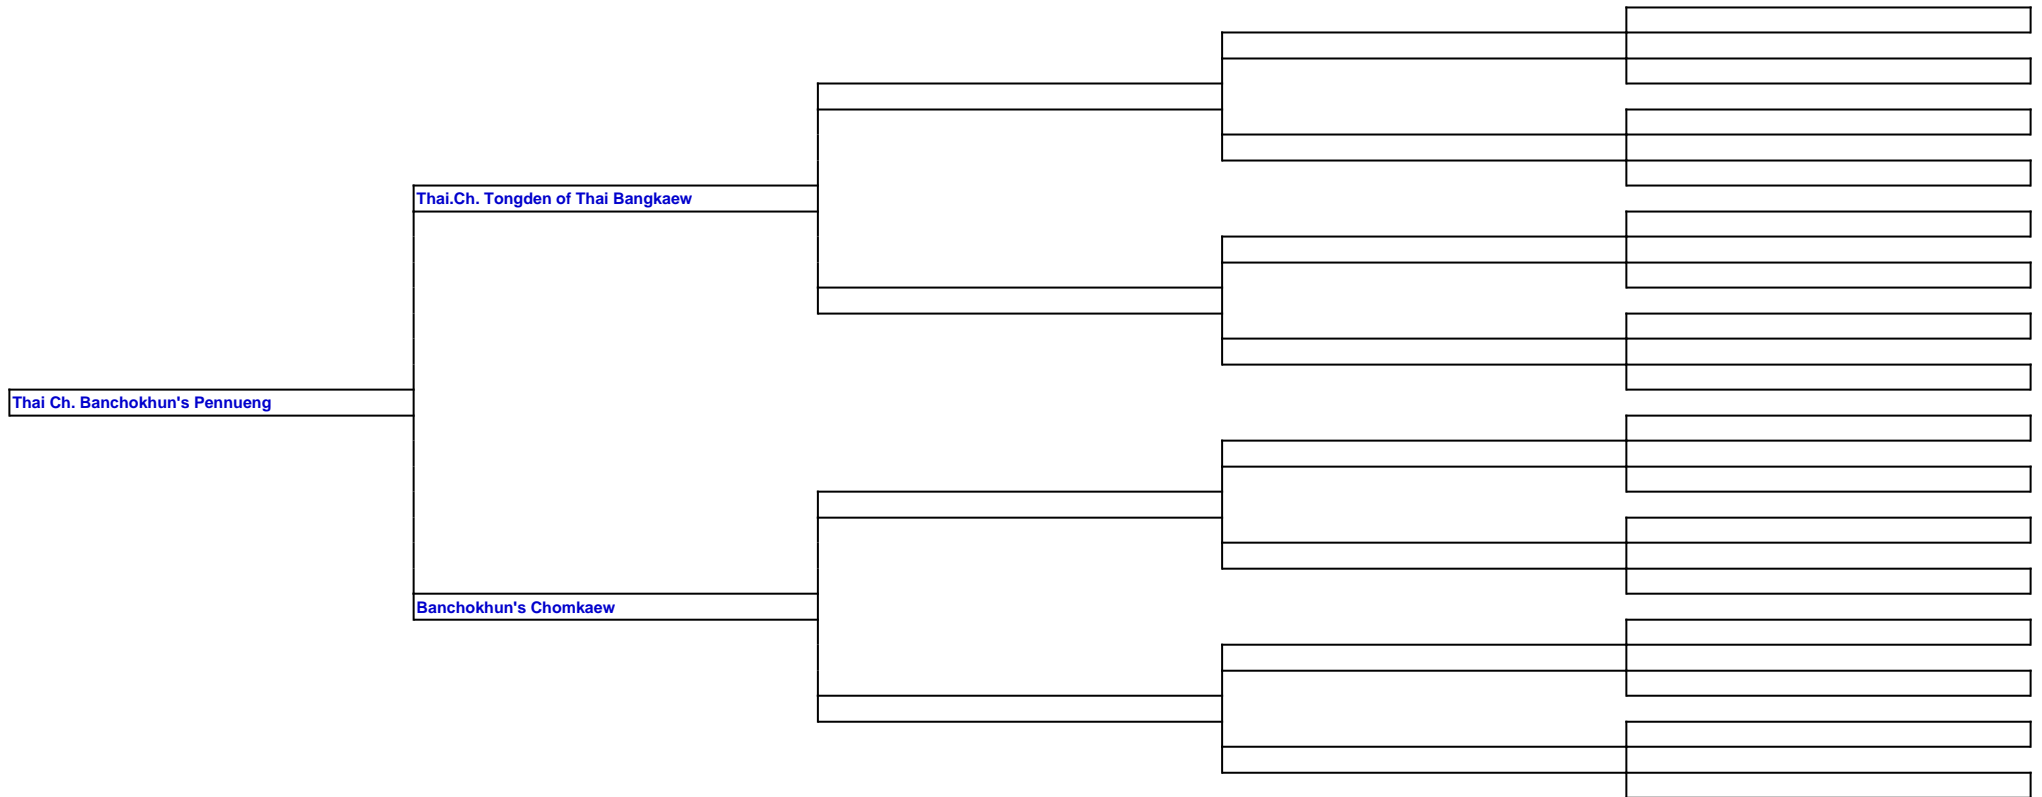 Thai.Ch. Tongden of Thai Bangkaew
Thai Ch. Banchokhun's Pennueng
Banchokhun's Chomkaew